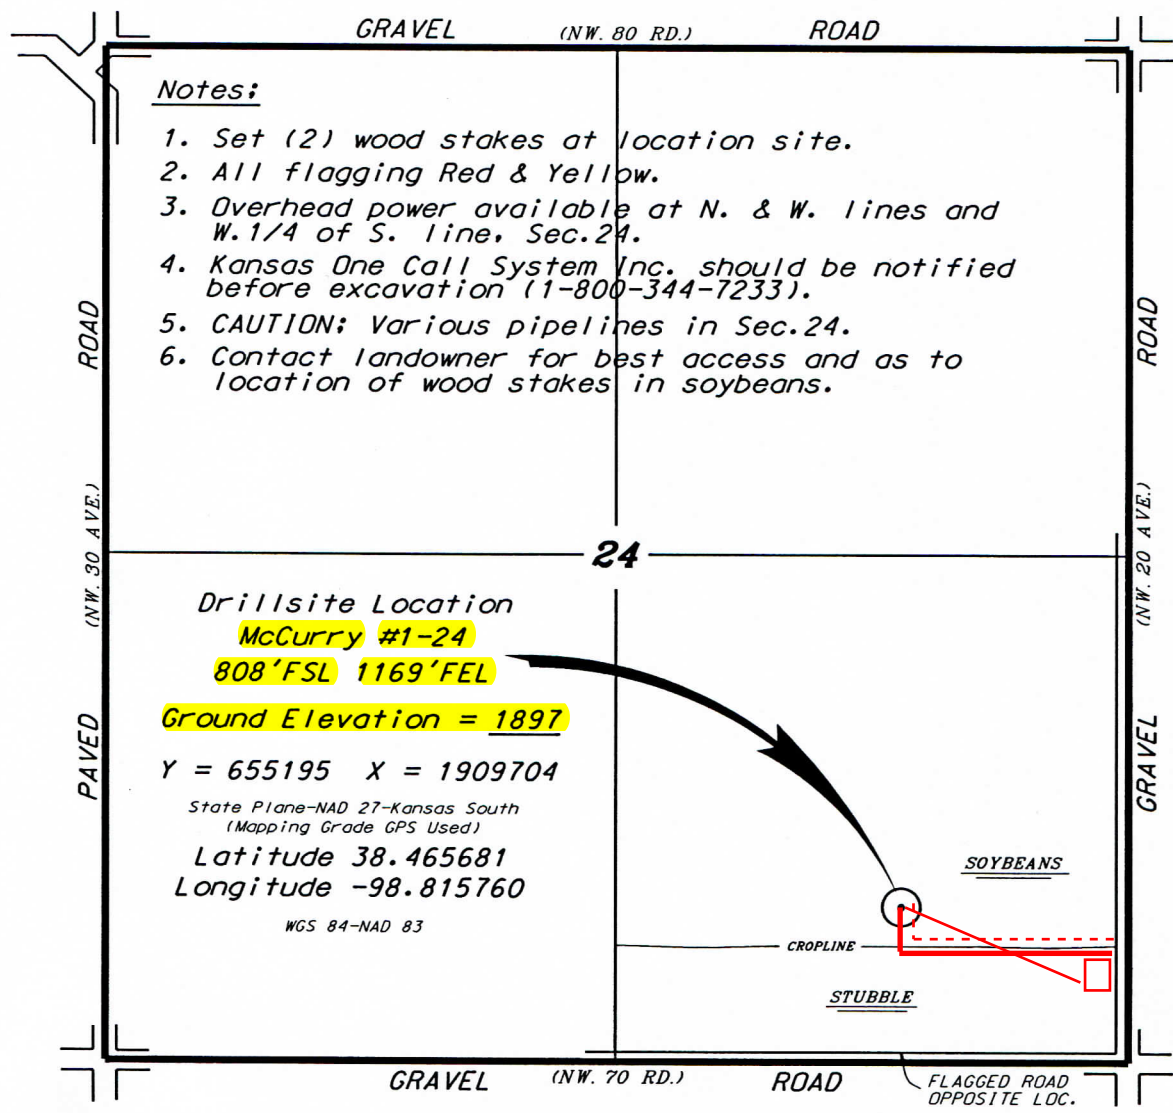 GRAVEL (NW. 80 RD.) ROAD
Notes:
1. Set (2) wood stakes at location site.
2. All flagging Red & Yellow.
3. Overhead power available at N. & W. lines and
W.1/4 of S. line, Sec.24.
4. Kansas One Call System Inc. should be notified
before excavation (1-800-344-7233).
5. CAUTION: Various pipelines in Sec.24.
6. Contact landowner for best access and as to
location of wood stakes in soybeans.
PAVED (NW. 30 AVE.) ROAD
GRAVEL (NW. 20 AVE.) ROAD
24
Drillsite Location
McCurry #1-24
808'FSL 1169'FEL
Ground Elevation = 1897
Y = 655195 X = 1909704
State Plane-NAD 27-Kansas South
(Mapping Grade GPS Used)
Latitude 38.465681
Longitude -98.815760
WGS 84-NAD 83
SOYBEANS
CROPLINE
STUBBLE
GRAVEL (NW. 70 RD.) ROAD
FLAGGED ROAD
OPPOSITE LOC.